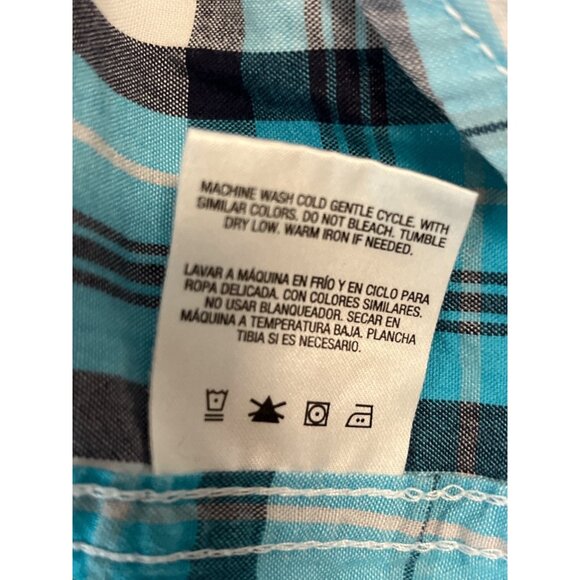 MACHINE WASH COLD GENTLE CYCLE. WITH
SIMILAR COLORS. DO NOT BLEACH. TUMBLE
DRY LOW. WARM IRON IF NEEDED.
LAVAR A MÁQUINA EN FRÍO Y EN CICLO PARA
ROPA DELICADA. CON COLORES SIMILARES.
NO USAR BLANQUEADOR. SECAR EN
MÁQUINA A TEMPERATURA BAJA. PLANCHA
TIBIA SI ES NECESARIO.